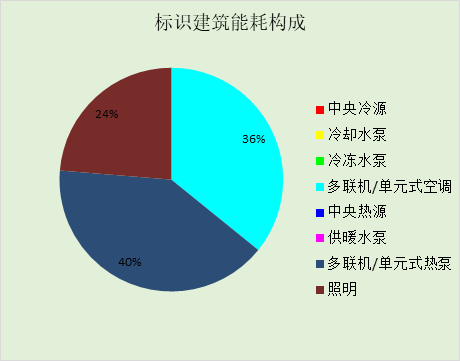 标识建筑能耗构成
24%
36%
40%
中央冷源
冷却水泵
冷冻水泵
多联机/单元式空调
中央热源
供暖水泵
多联机/单元式热泵
照明